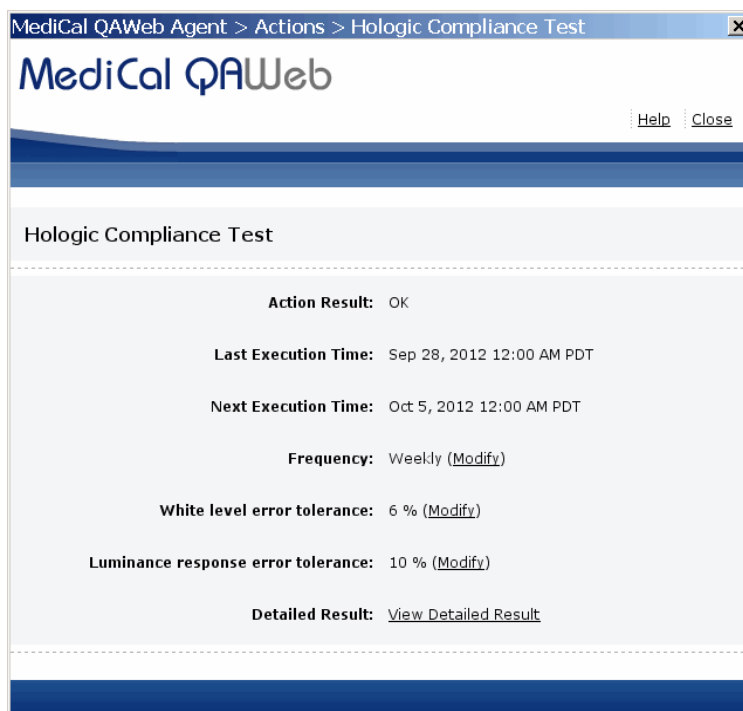 MediCal QAWeb Agent > Actions > Hologic Compliance Test
MediCal QAWeb
Help Close
Hologic Compliance Test
Action Result: OK
Last Execution Time: Sep 28, 2012 12:00 AM PDT
Next Execution Time: Oct 5, 2012 12:00 AM PDT
Frequency: Weekly (Modify)
White level error tolerance: 6 % (Modify)
Luminance response error tolerance: 10 % (Modify)
Detailed Result: View Detailed Result